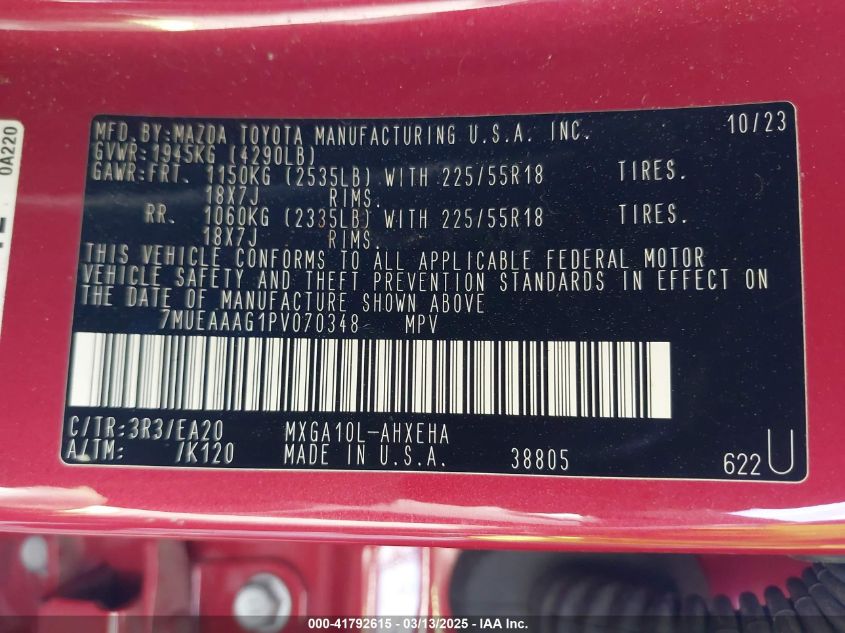 MFD.BY:MAZDA TOYOTA MANUFACTURING U.S.A. INC. 10/23
GVWR:1945KG (4290LB)
GAWR:FRT. 1150KG (2535LB) WITH 225/55R18 TIRES.
18X7J RIMS.
RR. 1060KG (2335LB) WITH 225/55R18 TIRES.
18X7J RIMS.
THIS VEHICLE CONFORMS TO ALL APPLICABLE FEDERAL MOTOR
VEHICLE SAFETY AND THEFT PREVENTION STANDARDS IN EFFECT ON
THE DATE OF MANUFACTURE SHOWN ABOVE
7MUEAAAG1PV070348 MPV
C/TR:3R3/EA20 MXGA10L-AHXEHA
A/TM: /K120 MADE IN U.S.A. 38805 622U
0A220
000-41792615 - 03/13/2025 - IAA Inc.